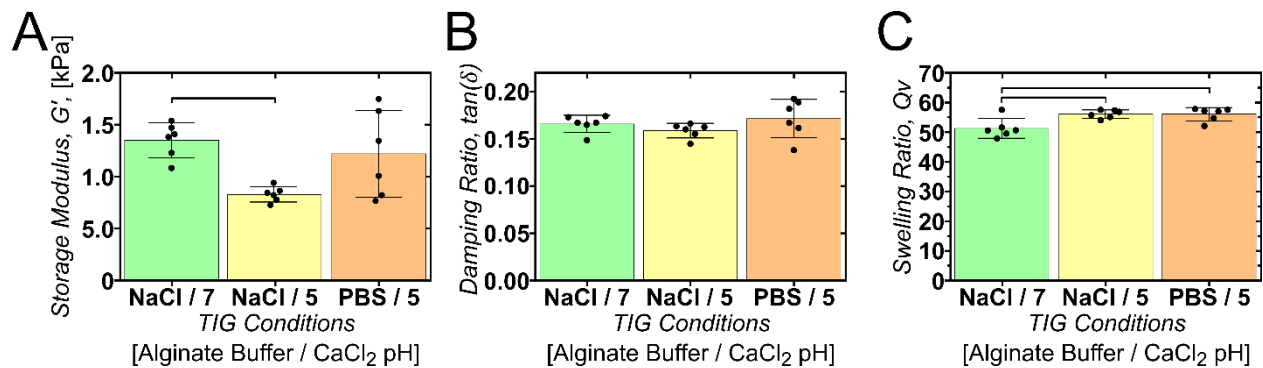 A
Storage Modulus, G', [kPa]
2.0
1.5
1.0
5.0
0
NaCl / 7 NaCl / 5 PBS / 5
TIG Conditions
[Alginate Buffer / CaCl₂ pH]
B
Damping Ratio, tan(δ)
0.20
0.15
0.10
0.05
0.00
NaCl / 7 NaCl / 5 PBS / 5
TIG Conditions
[Alginate Buffer / CaCl₂ pH]
C
Swelling Ratio, Qv
70
60
50
40
30
20
10
0
NaCl / 7 NaCl / 5 PBS / 5
TIG Conditions
[Alginate Buffer / CaCl₂ pH]